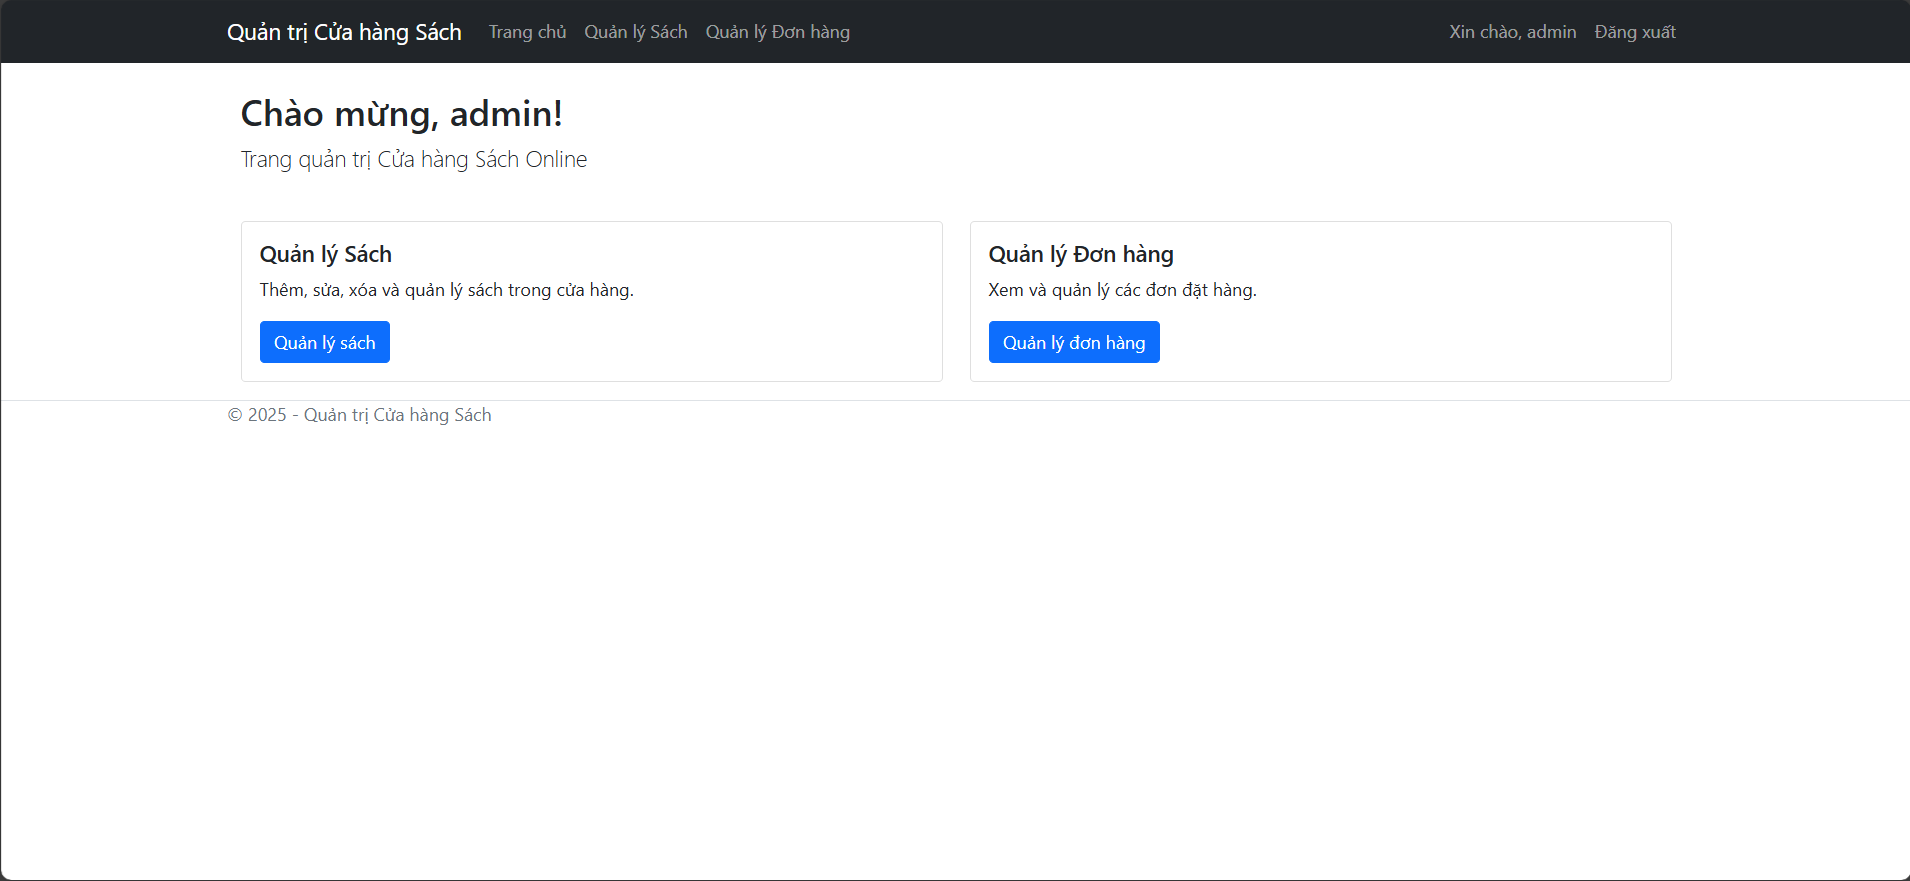 Quản trị Cửa hàng Sách Trang chủ Quản lý Sách Quản lý Đơn hàng Xin chào, admin Đăng xuất
Chào mừng, admin!
Trang quản trị Cửa hàng Sách Online
Quản lý Sách
Thêm, sửa, xóa và quản lý sách trong cửa hàng.
Quản lý sách
Quản lý Đơn hàng
Xem và quản lý các đơn đặt hàng.
Quản lý đơn hàng
© 2025 - Quản trị Cửa hàng Sách